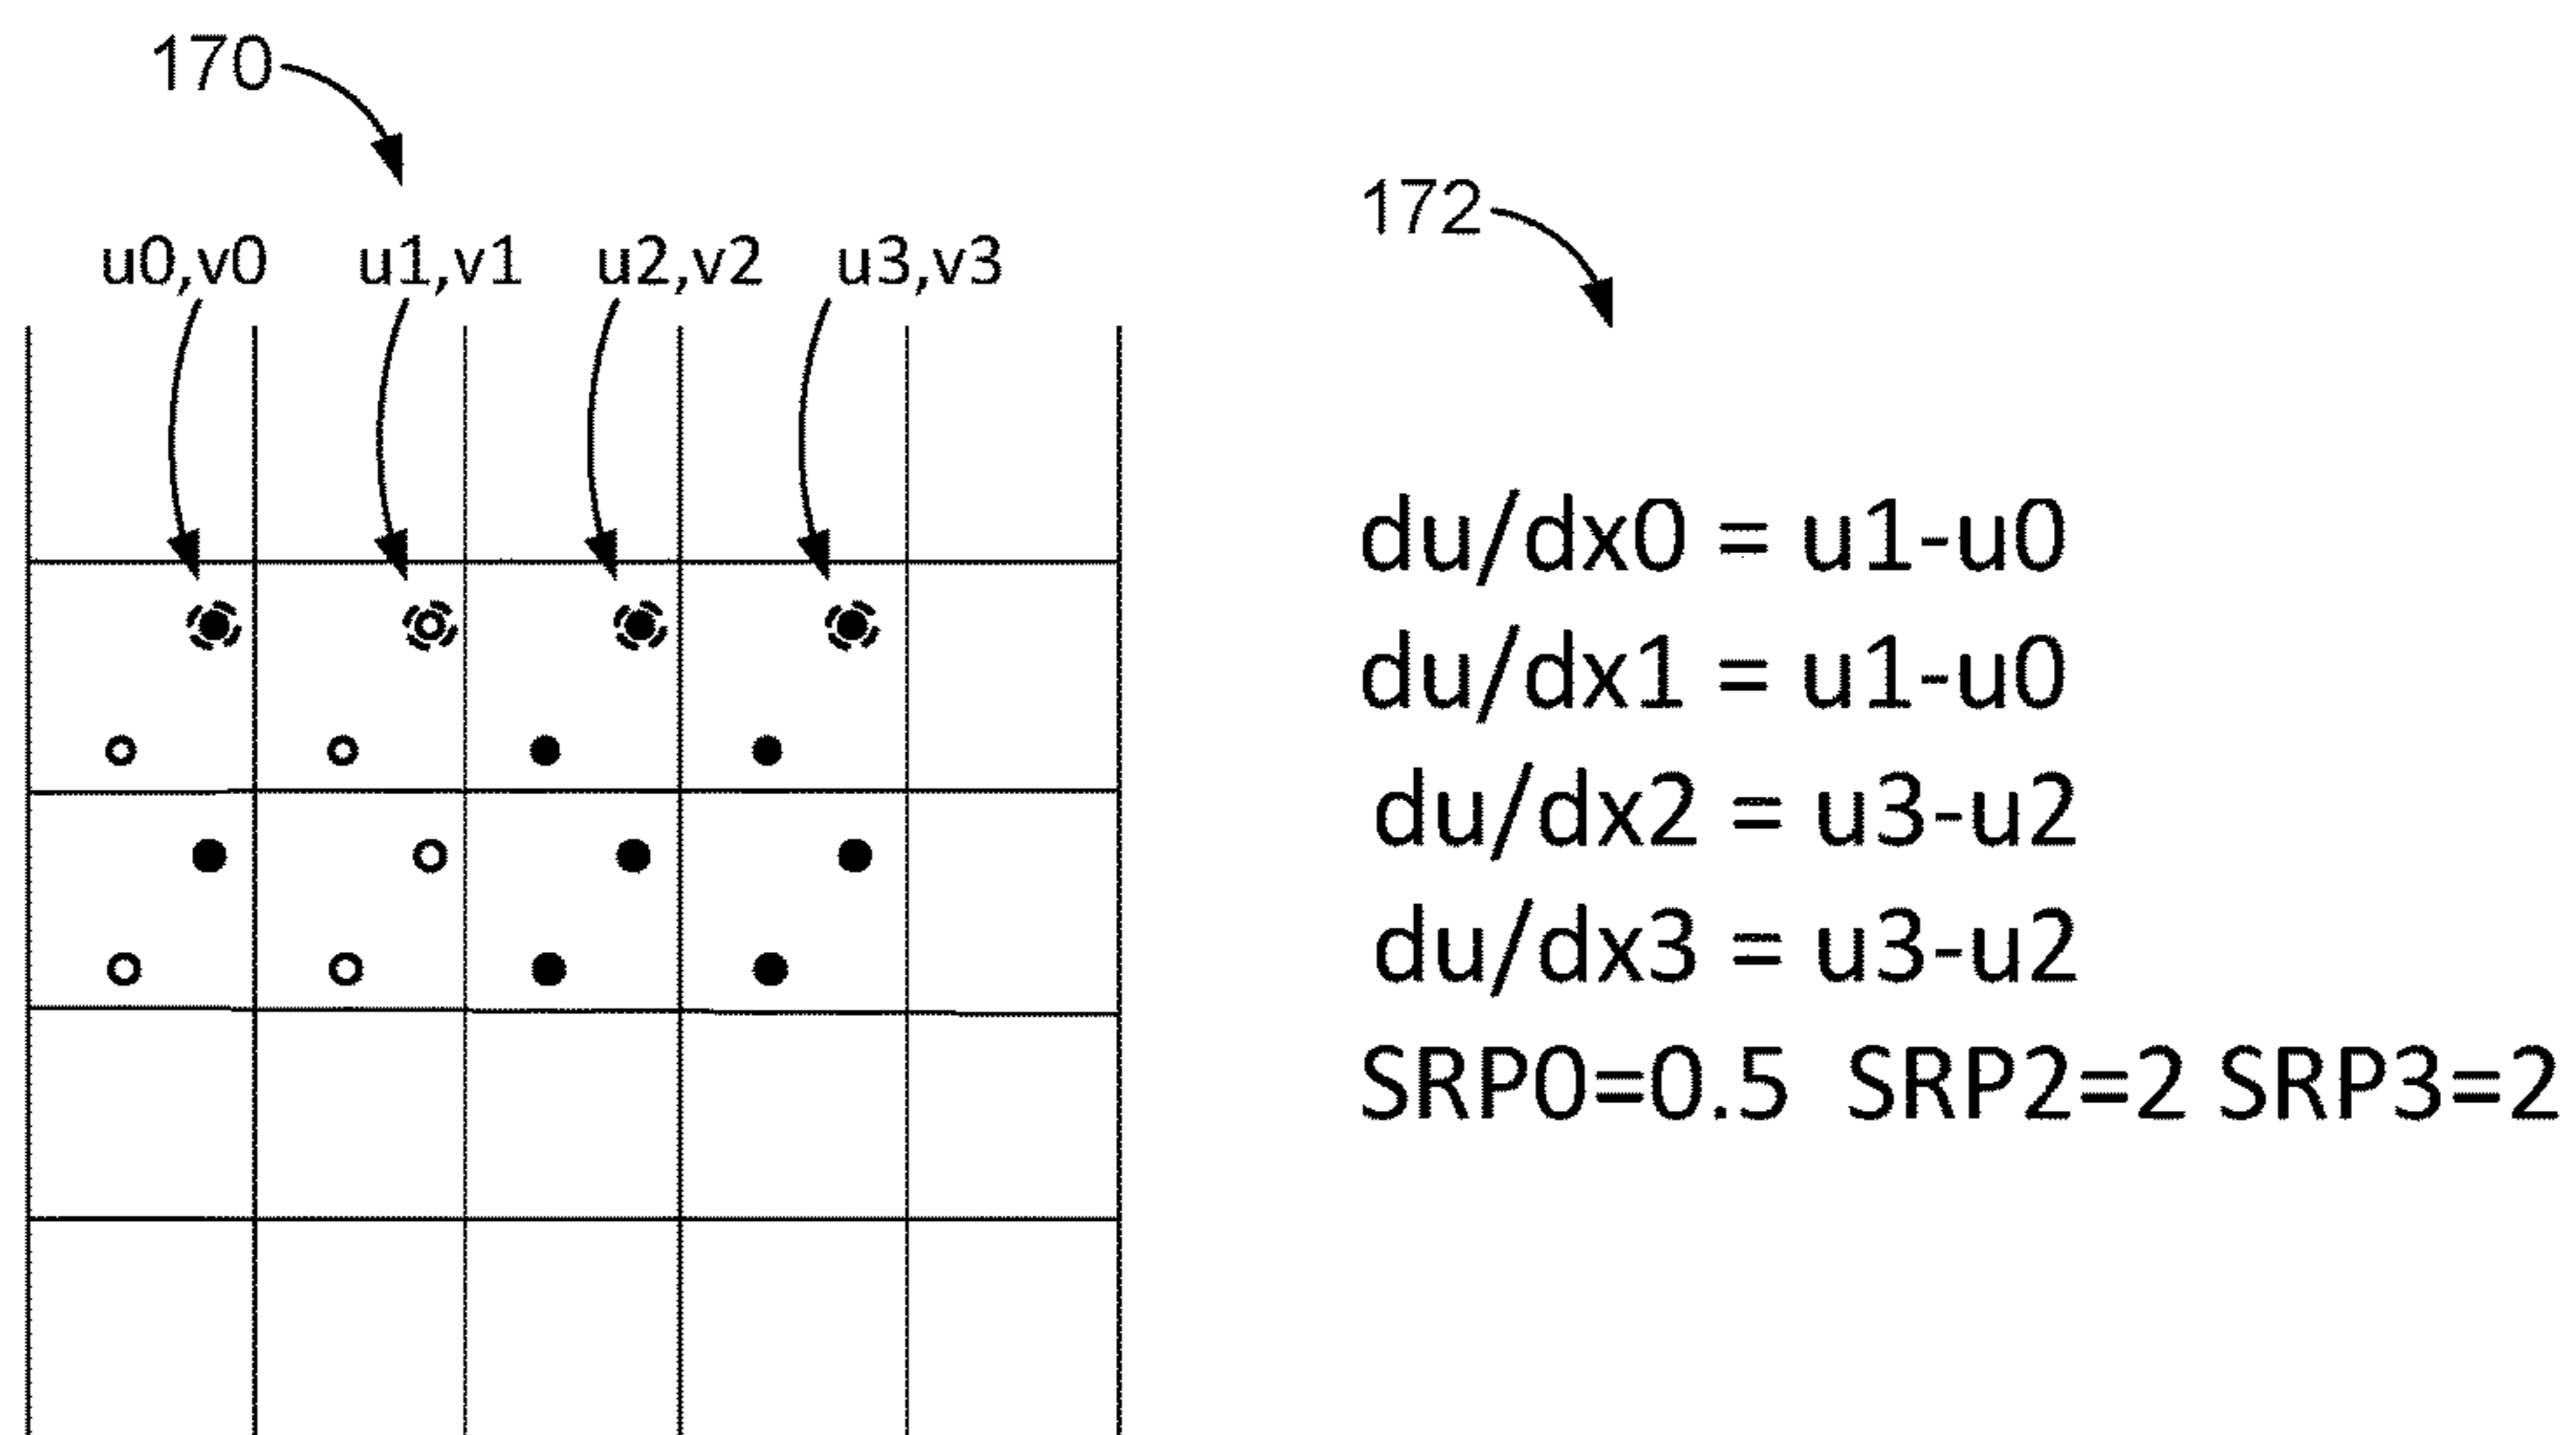 170
172
u0,v0 u1,v1 u2,v2 u3,v3
du/dx0 = u1-u0
du/dx1 = u1-u0
du/dx2 = u3-u2
du/dx3 = u3-u2
SRP0=0.5 SRP2=2 SRP3=2